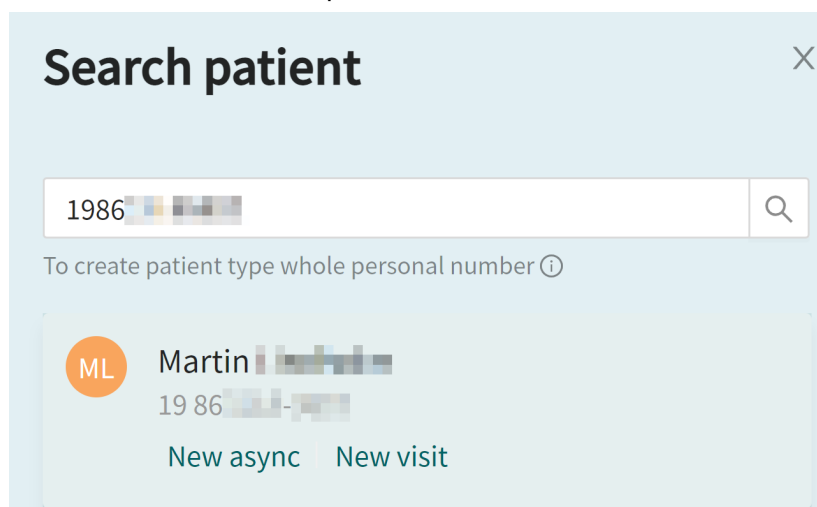 Search patient
X
1986
To create patient type whole personal number
ML
Martin
19 86 -
New async New visit